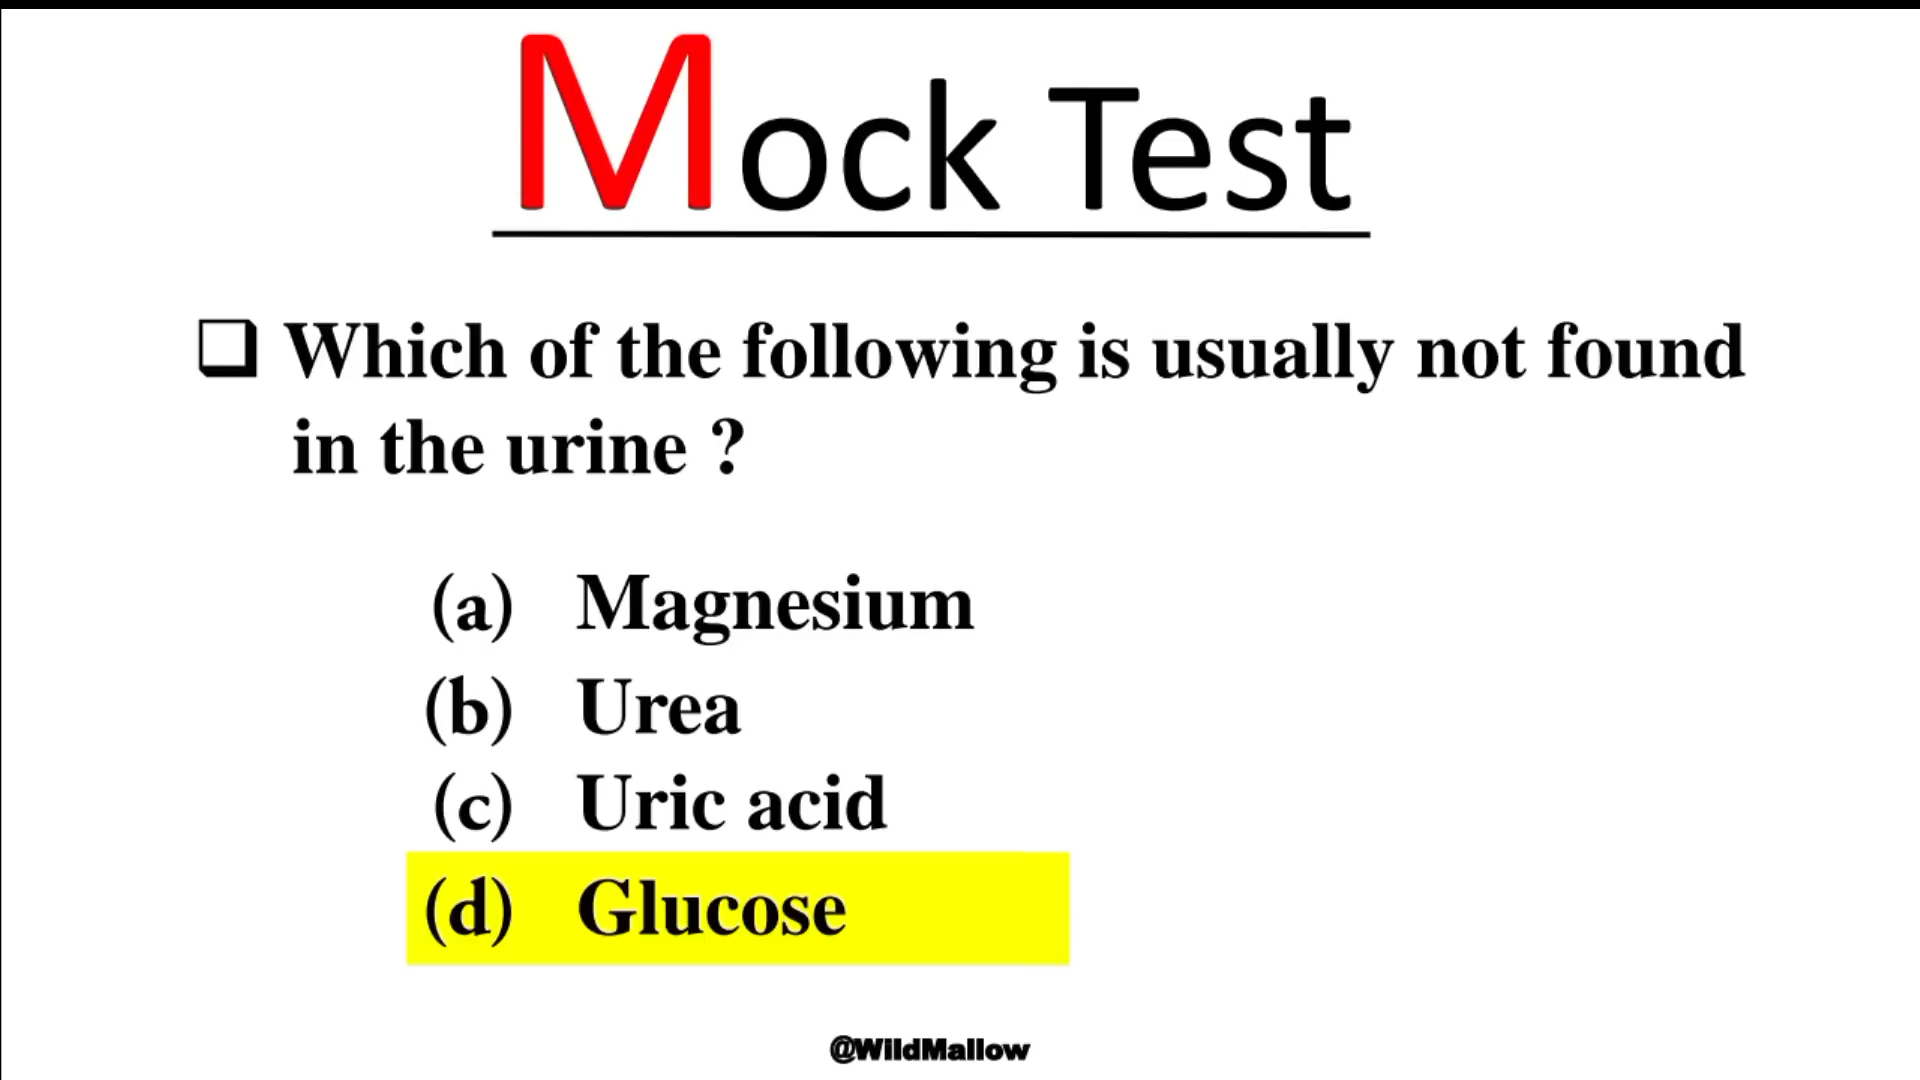 Mock Test
❑ Which of the following is usually not found
in the urine ?
(a) Magnesium
(b) Urea
(c) Uric acid
(d) Glucose
@WildMallow